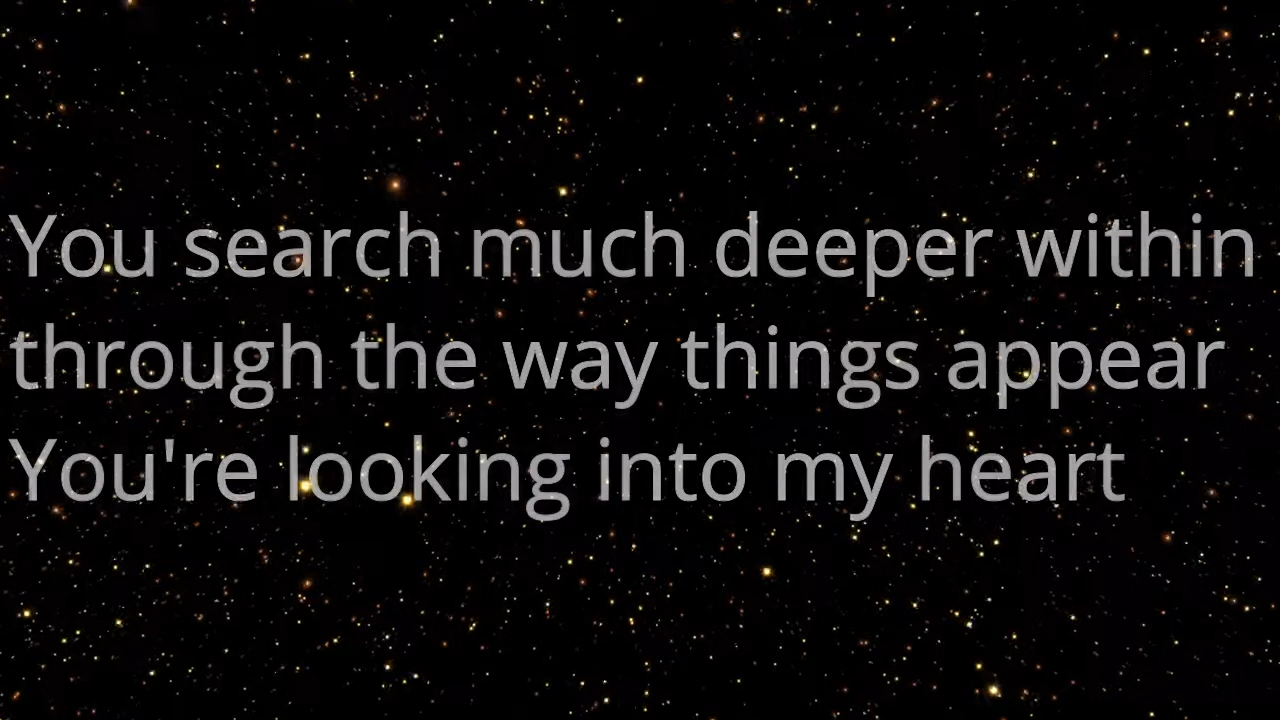 You search much deeper within
through the way things appear
You're looking into my heart